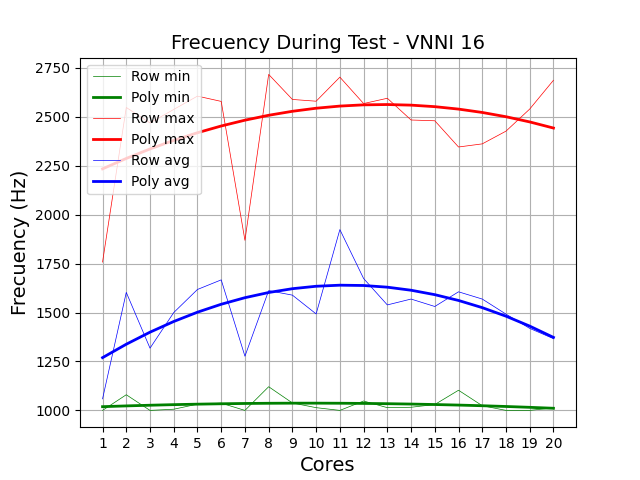 Frecuency During Test - VNNI 16
Frecuency (Hz)
2750
2500
2250
2000
1750
1500
1250
1000
Row min
Poly min
Row max
Poly max
Row avg
Poly avg
1 2 3 4 5 6 7 8 9 10 11 12 13 14 15 16 17 18 19 20
Cores